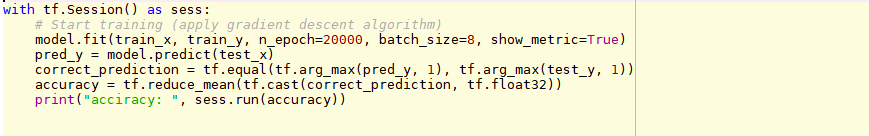 with tf.Session() as sess:
# Start training (apply gradient descent algorithm)
model.fit(train_x, train_y, n_epoch=20000, batch_size=8, show_metric=True)
pred_y = model.predict(test_x)
correct_prediction = tf.equal(tf.arg_max(pred_y, 1), tf.arg_max(test_y, 1))
accuracy = tf.reduce_mean(tf.cast(correct_prediction, tf.float32))
print("acciracy: ", sess.run(accuracy))